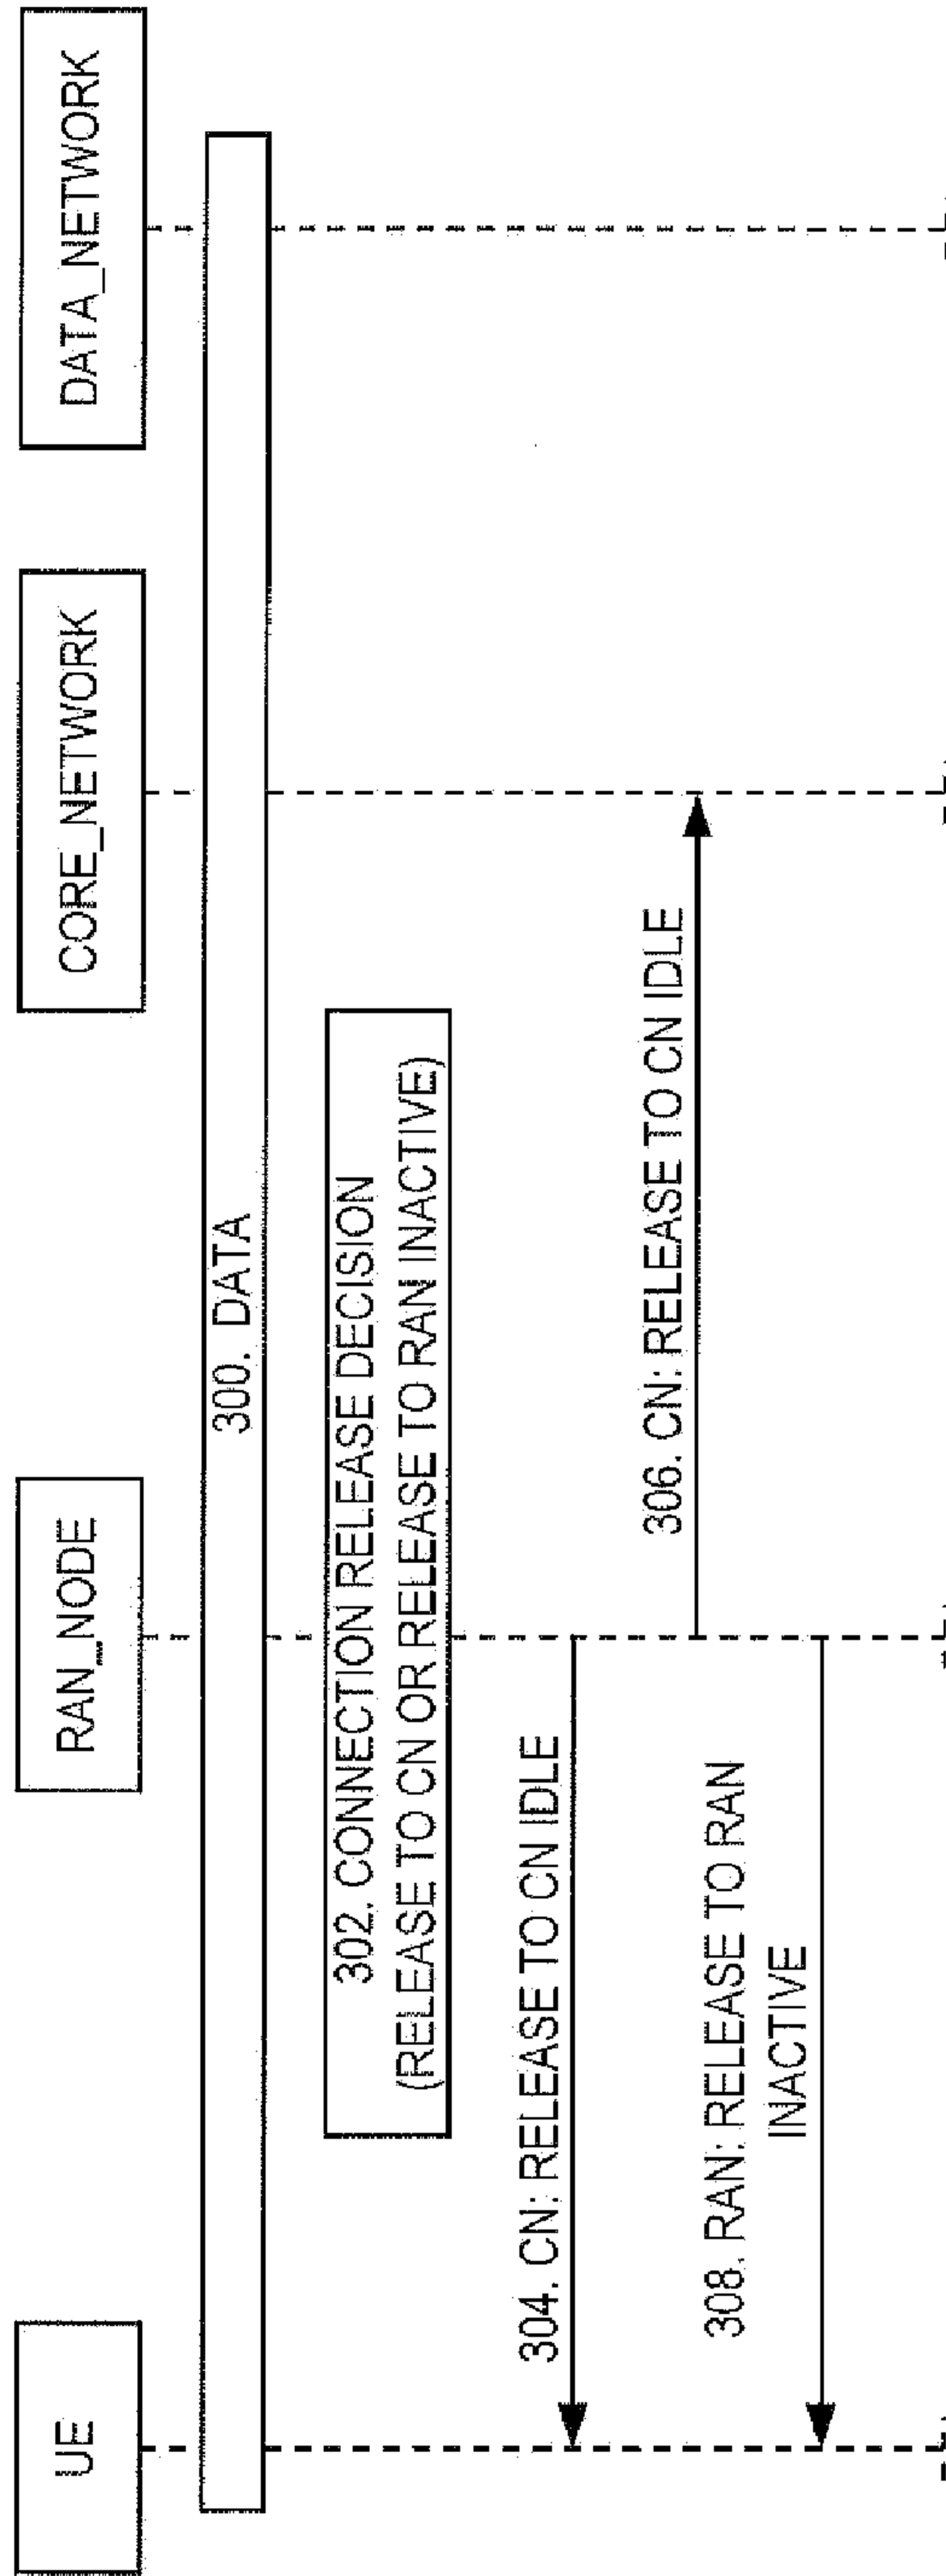 UE
RAN_NODE
CORE_NETWORK
DATA_NETWORK
300. DATA
302. CONNECTION RELEASE DECISION
(RELEASE TO CN OR RELEASE TO RAN INACTIVE)
304. CN: RELEASE TO CN IDLE
306. CN: RELEASE TO CN IDLE
308. RAN: RELEASE TO RAN
INACTIVE